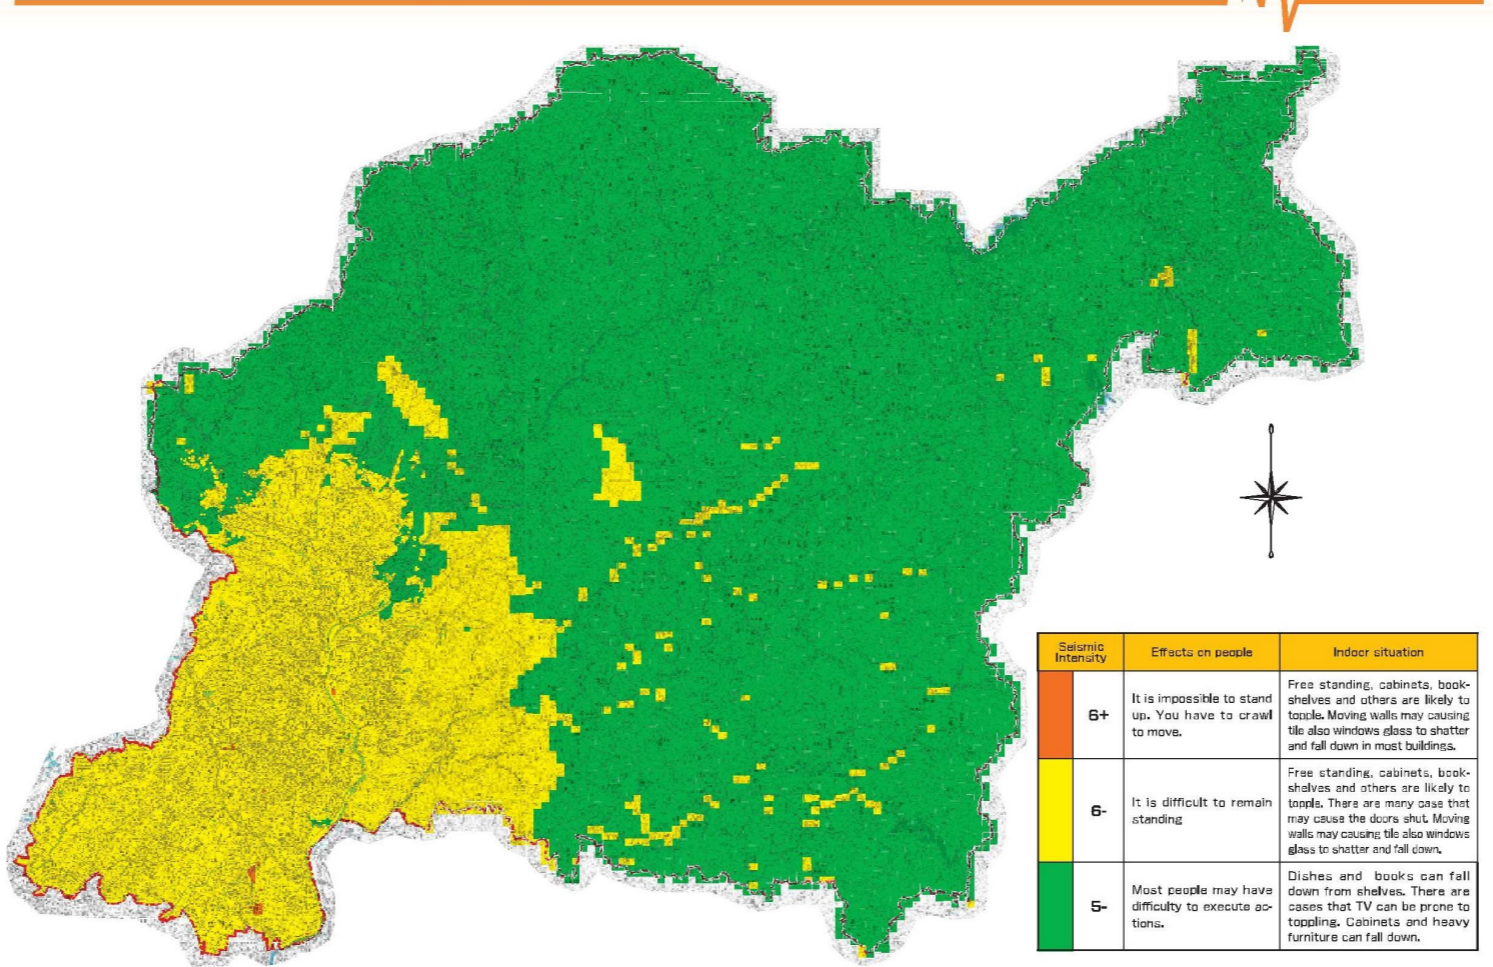 Seismic
Intensity
Effects on people
Indoor situation
6+
It is impossible to stand
up. You have to crawl
to move.
Free standing, cabinets, book-
shelves and others are likely to
topple. Moving walls may causing
tile also windows glass to shatter
and fall down in most buildings.
6-
It is difficult to remain
standing
Free standing, cabinets, book-
shelves and others are likely to
topple. There are many case that
may cause the doors shut. Moving
walls may causing tile also windows
glass to shatter and fall down.
5-
Most people may have
difficulty to execute ac-
tions.
Dishes and books can fall
down from shelves. There are
cases that TV can be prone to
toppling. Cabinets and heavy
furniture can fall down.